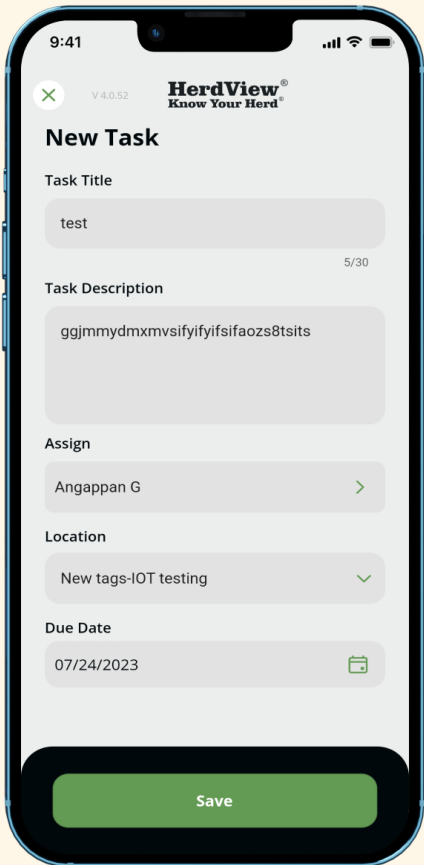 9:41
V 4.0.52
HerdView®
Know Your Herd®
New Task
Task Title
test
5/30
Task Description
ggjmmydmxmvsifyifyifsifaozs8tsits
Assign
Angappan G
Location
New tags-IOT testing
Due Date
07/24/2023
Save